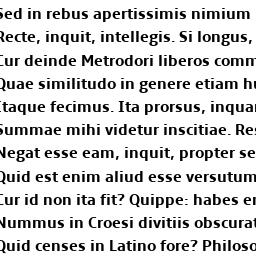 Sed in rebus apertissimis nimium
Recte, inquit, intellegis. Si longus,
Cur deinde Metrodori liberos comm
Quae similitudo in genere etiam hu
Itaque fecimus. Ita prorsus, inquam
Summae mihi videtur inscitiae. Res
Negat esse eam, inquit, propter se
Quid est enim aliud esse versutum
Cur id non ita fit? Quippe: habes en
Nummus in Croesi divitiis obscurat
Quid censes in Latino fore? Philoso